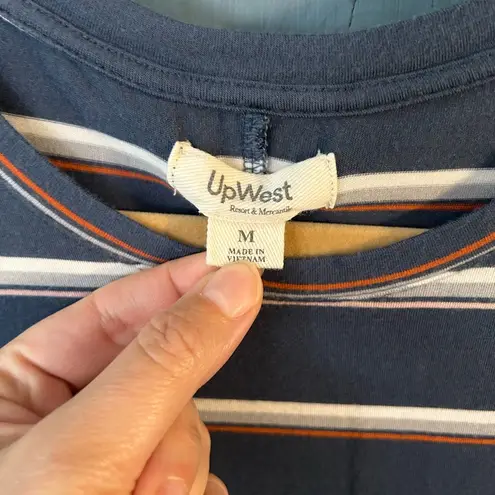 UpWest
Resort & Mercantile
M
MADE IN
VIETNAM